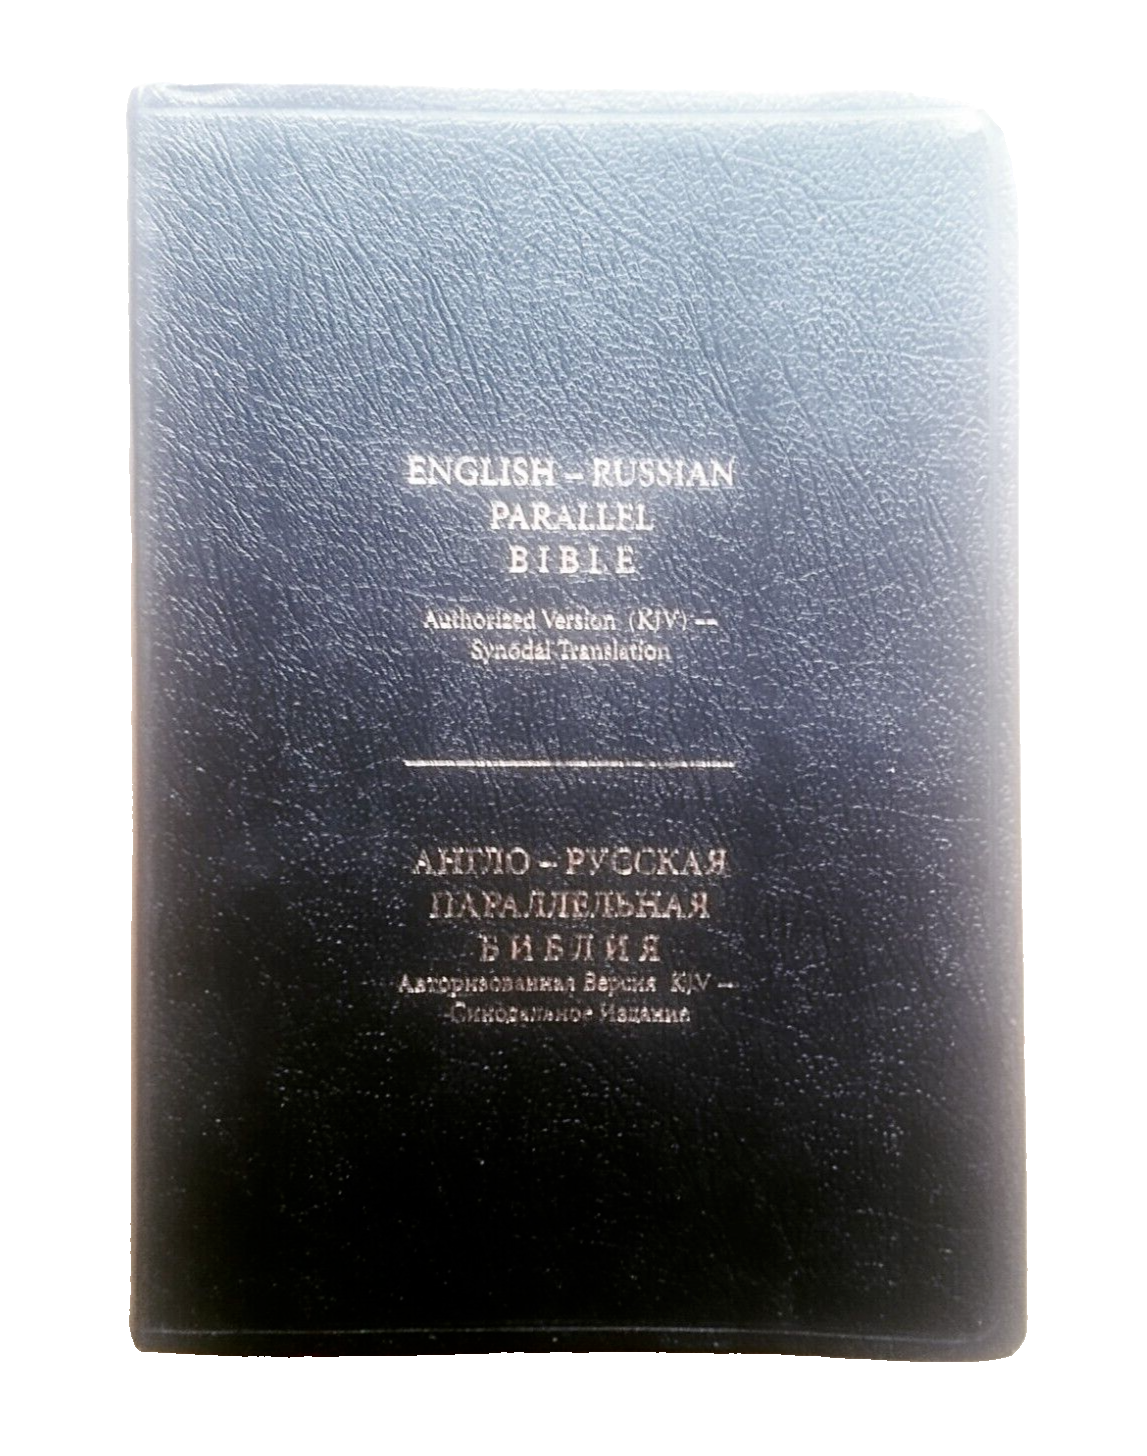 ENGLISH – RUSSIAN
PARALLEL
BIBLE
Authorized Version (KJV) —
Synodal Translation
АНГЛО – РУССКАЯ
ПАРАЛЛЕЛЬНАЯ
БИБЛИЯ
Авторизованная Версия KJV —
Синодальное Издание